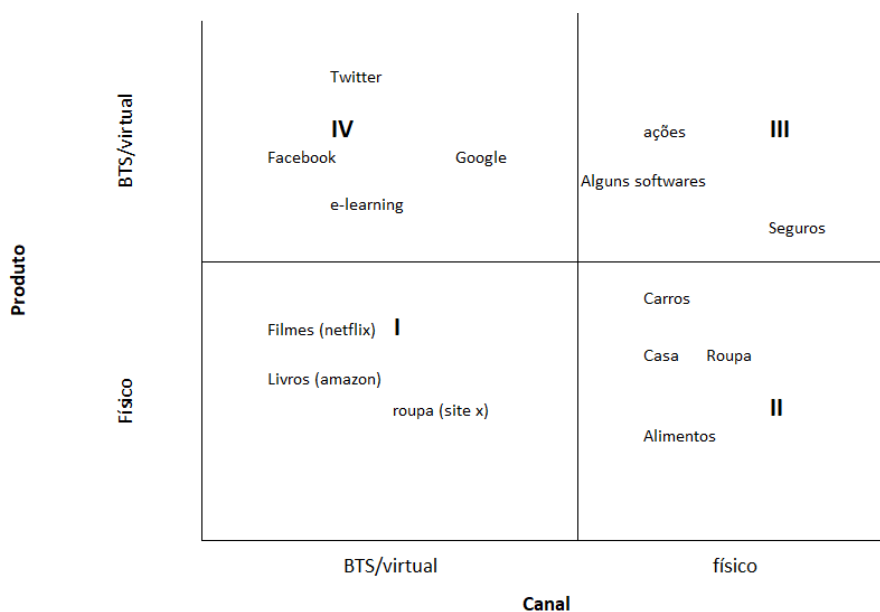 Twitter
IV
Facebook
Google
e-learning
ações
III
Alguns softwares
Seguros
BTS/virtual
Produto
Físico
Filmes (netflix)
I
Livros (amazon)
roupa (site x)
Carros
Casa
Roupa
II
Alimentos
BTS/virtual
físico
Canal